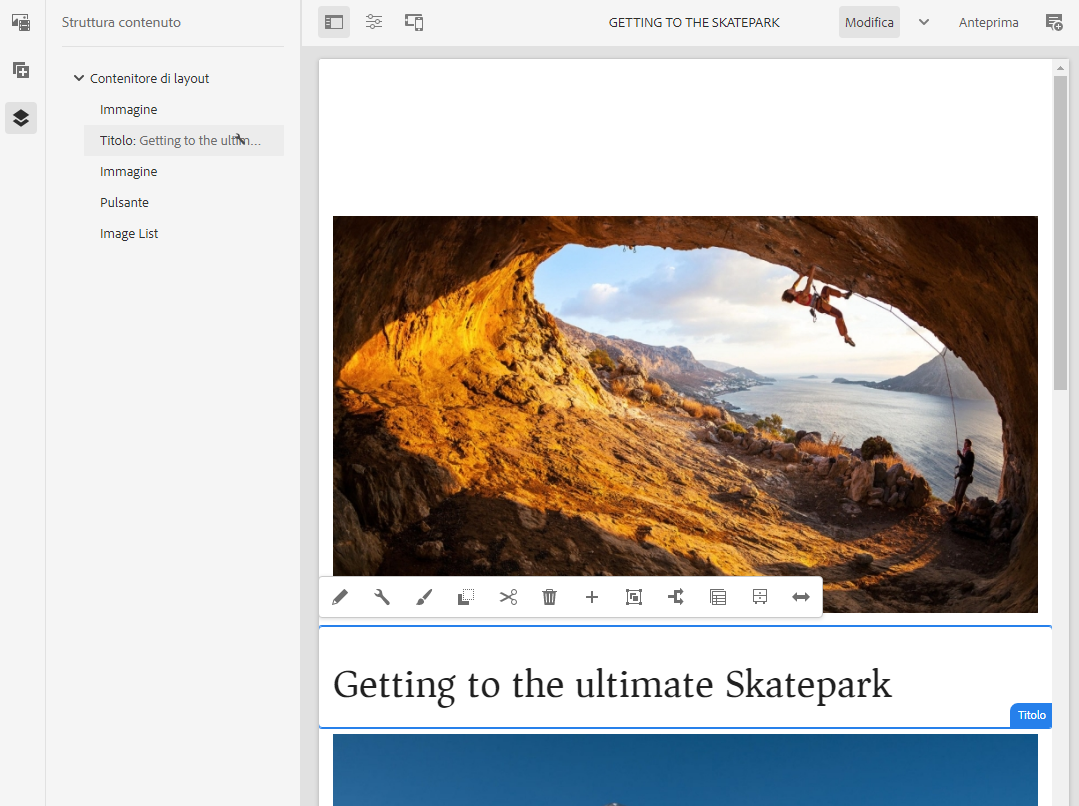 Struttura contenuto
GETTING TO THE SKATEPARK
Modifica
Anteprima
Contenitore di layout
Immagine
Titolo: Getting to the ultim...
Immagine
Pulsante
Image List
Getting to the ultimate Skatepark
Titolo